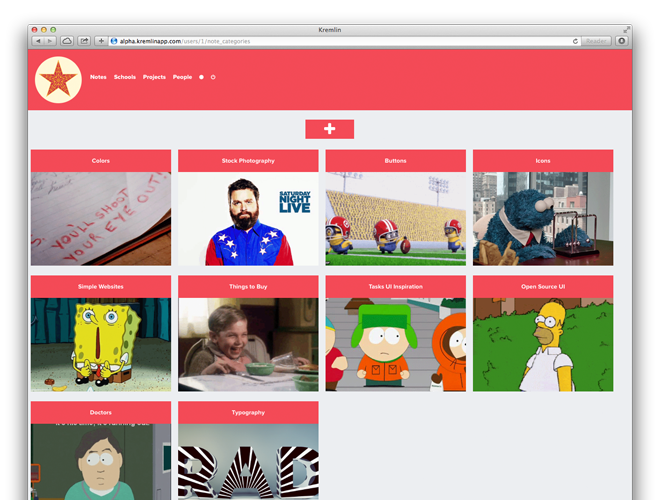 Kremlin
alpha.kremlinapp.com/users/1/note_categories
Reader
Notes Schools Projects People
Colors
Stock Photography
Buttons
Icons
YOU'LL SHOOT
YOUR EYE OUT!
SATURDAY
NIGHT
LIVE
Simple Websites
Things to Buy
Tasks UI Inspiration
Open Source UI
Doctors
Typography
BAD